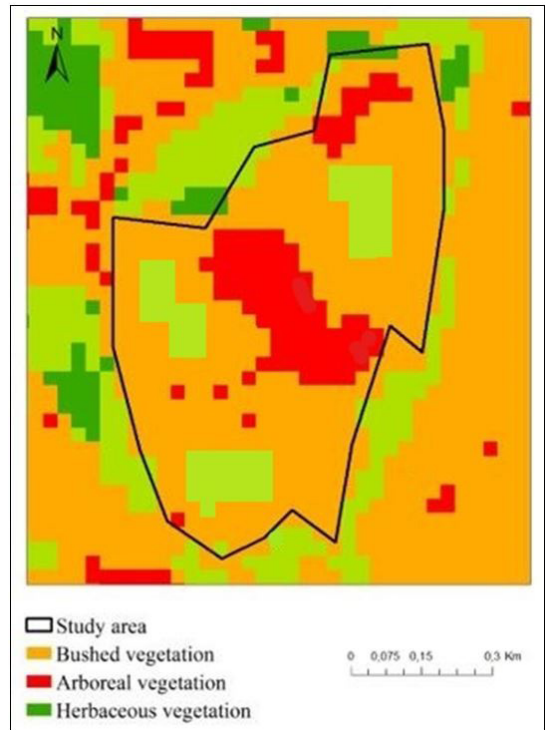 N
Study area
Bushed vegetation
Arboreal vegetation
Herbaceous vegetation
0 0,075 0,15 0,3 Km